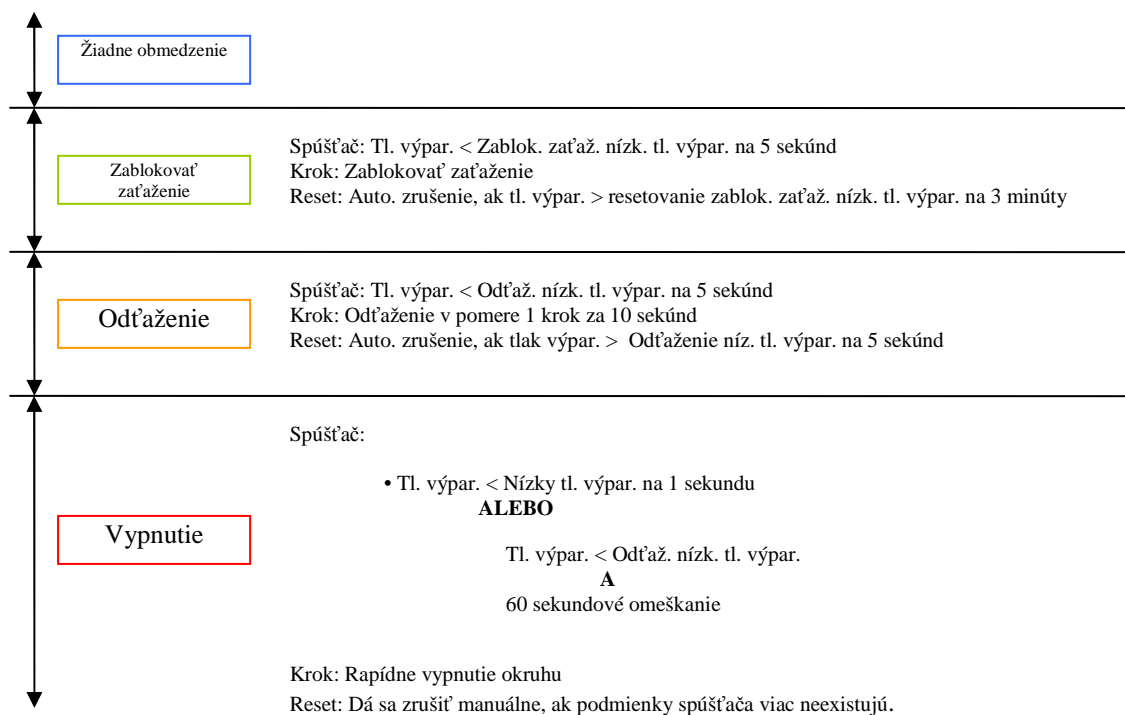 Žiadne obmedzenie
Zablokovať
zaťaženie
Spúšťač: Tl. výpar. < Zablok. zaťaž. nízk. tl. výpar. na 5 sekúnd
Krok: Zablokovať zaťaženie
Reset: Auto. zrušenie, ak tl. výpar. > resetovanie zablok. zaťaž. nízk. tl. výpar. na 3 minúty
Odťaženie
Spúšťač: Tl. výpar. < Odťaž. nízk. tl. výpar. na 5 sekúnd
Krok: Odťaženie v pomere 1 krok za 10 sekúnd
Reset: Auto. zrušenie, ak tlak výpar. > Odťaženie níz. tl. výpar. na 5 sekúnd
Vypnutie
Spúšťač:
• Tl. výpar. < Nízky tl. výpar. na 1 sekundu
ALEBO
Tl. výpar. < Odťaž. nízk. tl. výpar.
A
60 sekundové omeškanie
Krok: Rapídne vypnutie okruhu
Reset: Dá sa zrušiť manuálne, ak podmienky spúšťača viac neexistujú.